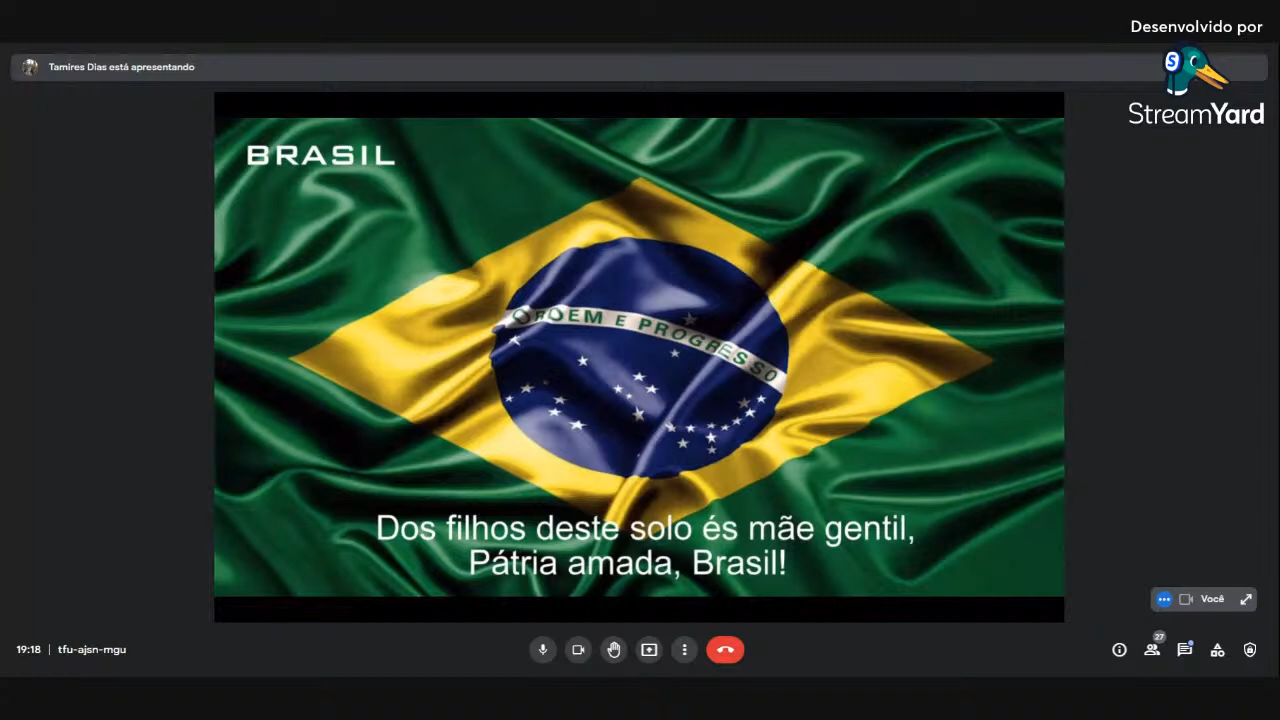 Desenvolvido por
StreamYard
Tamires Dias está apresentando
BRASIL
ORDEM E PROGRESSO
Dos filhos deste solo és mãe gentil,
Pátria amada, Brasil!
Você
19:18 | tfu-ajsn-mgu
27